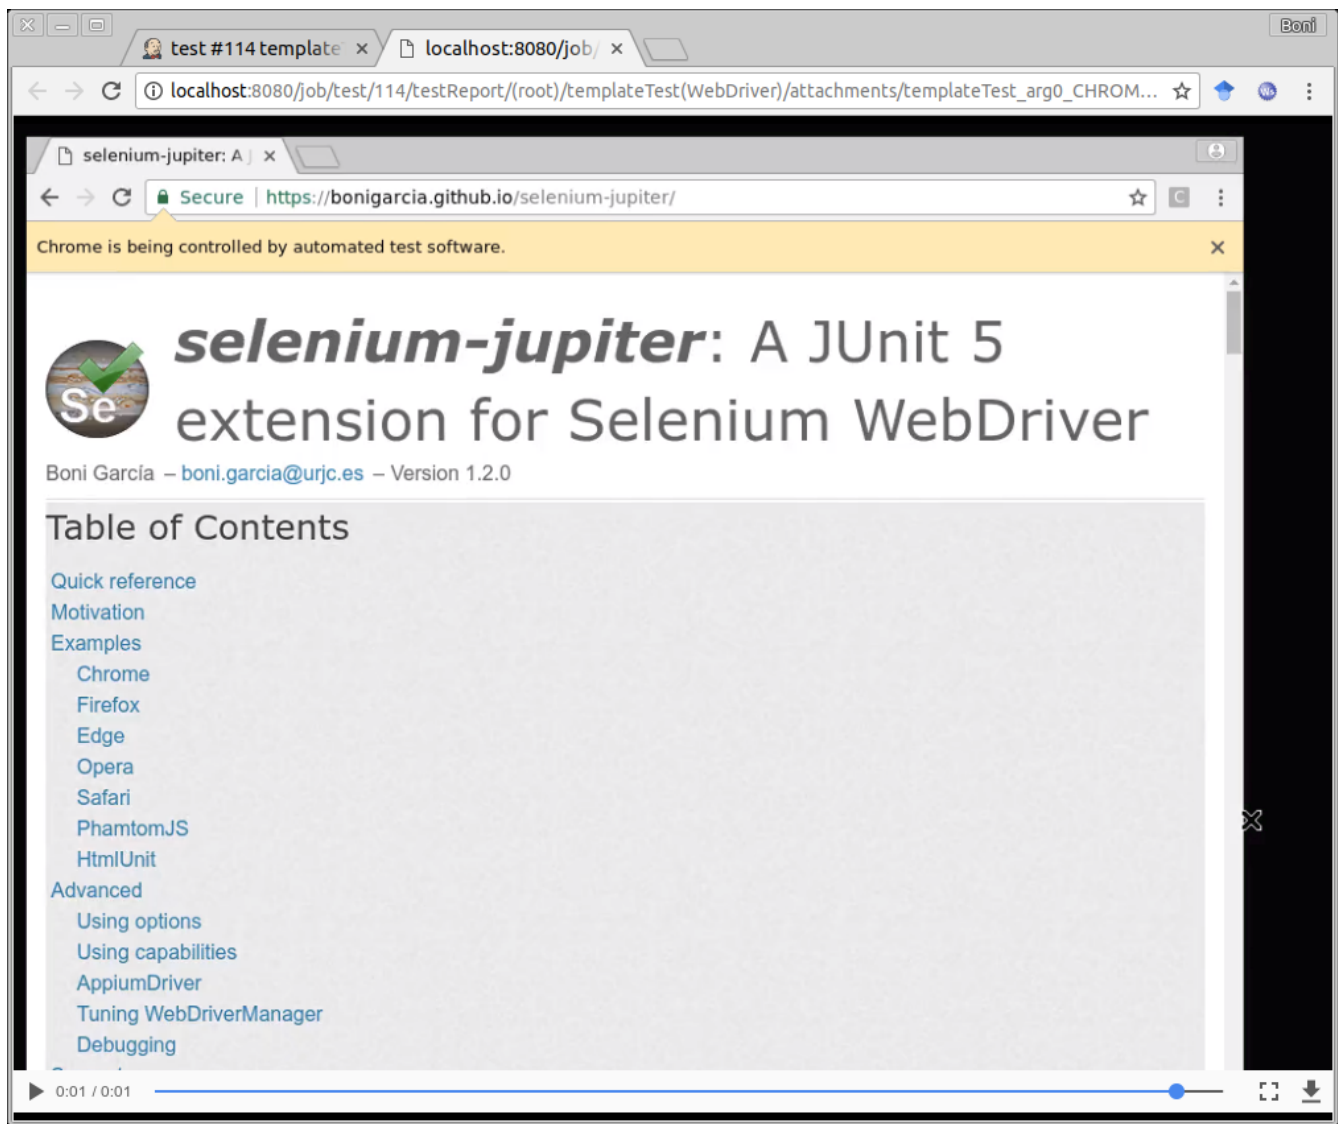 Boni
test #114 template
localhost:8080/job/
localhost:8080/job/test/114/testReport/(root)/templateTest(WebDriver)/attachments/templateTest_arg0_CHROM...
selenium-jupiter: A J
Secure https://bonigarcia.github.io/selenium-jupiter/
C
Chrome is being controlled by automated test software.
selenium-jupiter: A JUnit 5
extension for Selenium WebDriver
Se
Boni García – boni.garcia@urjc.es – Version 1.2.0
Table of Contents
Quick reference
Motivation
Examples
Chrome
Firefox
Edge
Opera
Safari
PhamtomJS
HtmlUnit
Advanced
Using options
Using capabilities
AppiumDriver
Tuning WebDriverManager
Debugging
0:01 / 0:01